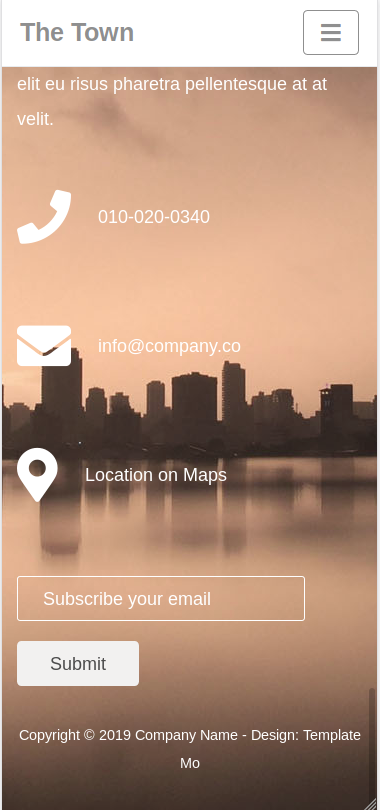 The Town
elit eu risus pharetra pellentesque at at
velit.
010-020-0340
info@company.co
Location on Maps
Subscribe your email
Submit
Copyright © 2019 Company Name - Design: Template
Mo